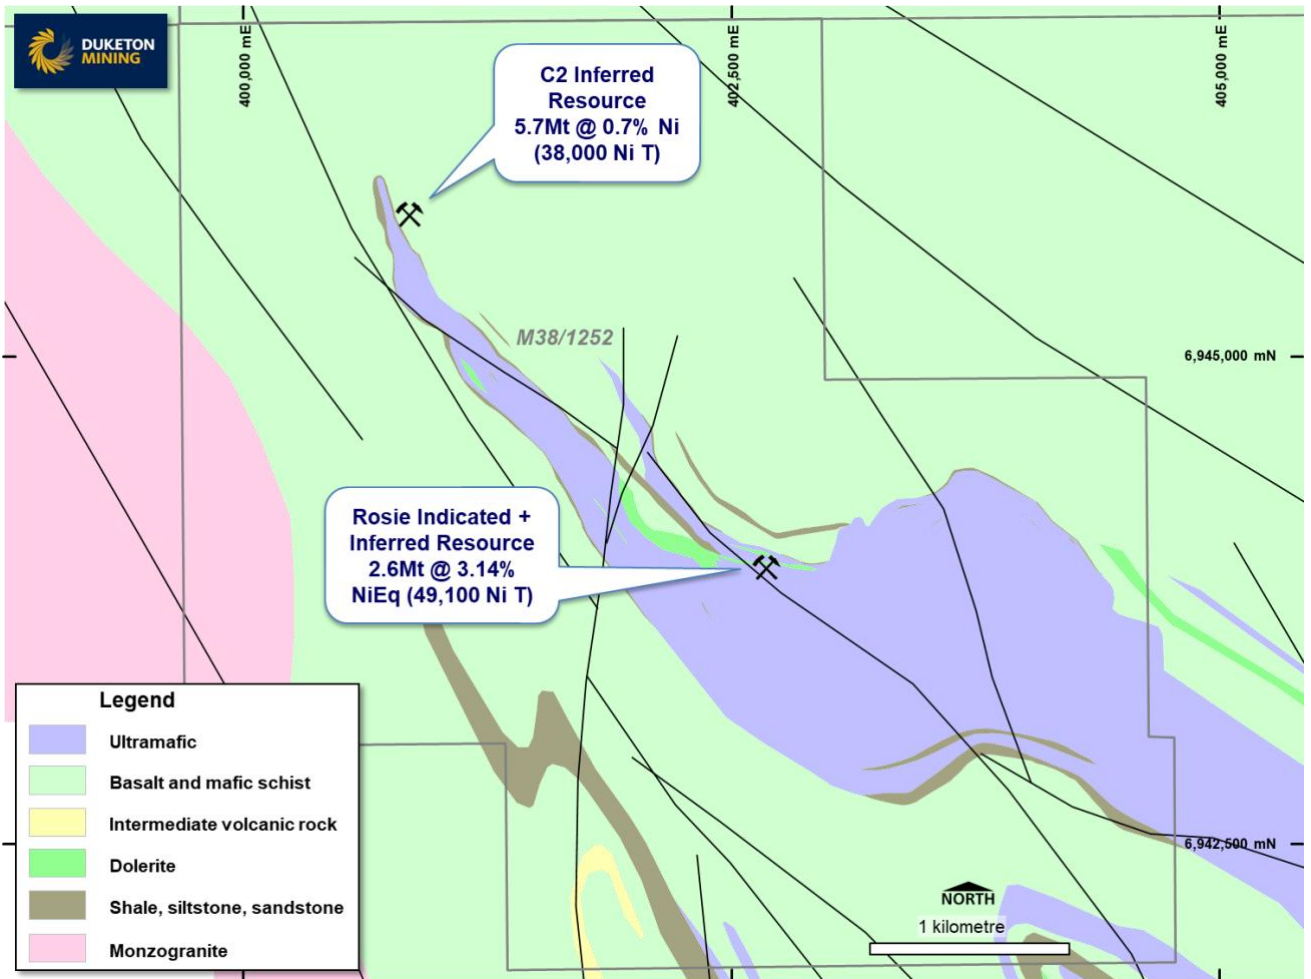 DUKETON
MINING
400,000 mE
402,500 mE
405,000 mE
C2 Inferred
Resource
5.7Mt @ 0.7% Ni
(38,000 Ni T)
M38/1252
6,945,000 mN
Rosie Indicated +
Inferred Resource
2.6Mt @ 3.14%
NiEq (49,100 Ni T)
Legend
Ultramafic
Basalt and mafic schist
Intermediate volcanic rock
Dolerite
Shale, siltstone, sandstone
Monzogranite
6,942,500 mN
NORTH
1 kilometre